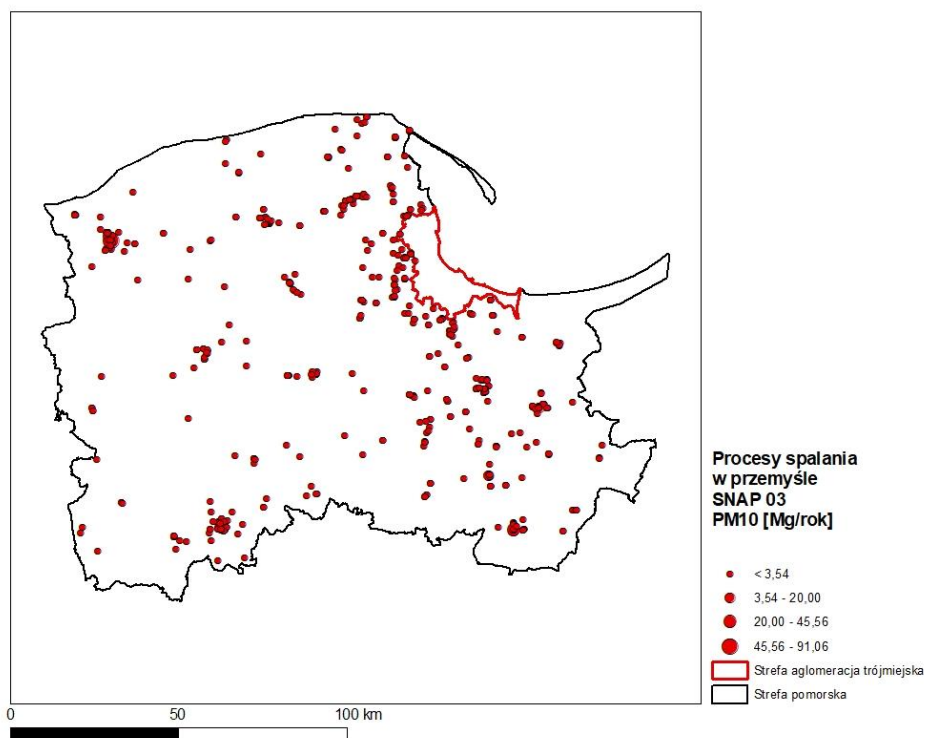 Procesy spalania
w przemyśle
SNAP 03
PM10 [Mg/rok]
< 3,54
3,54 - 20,00
20,00 - 45,56
45,56 - 91,06
Strefa aglomeracja trójmiejska
Strefa pomorska
0 50 100 km